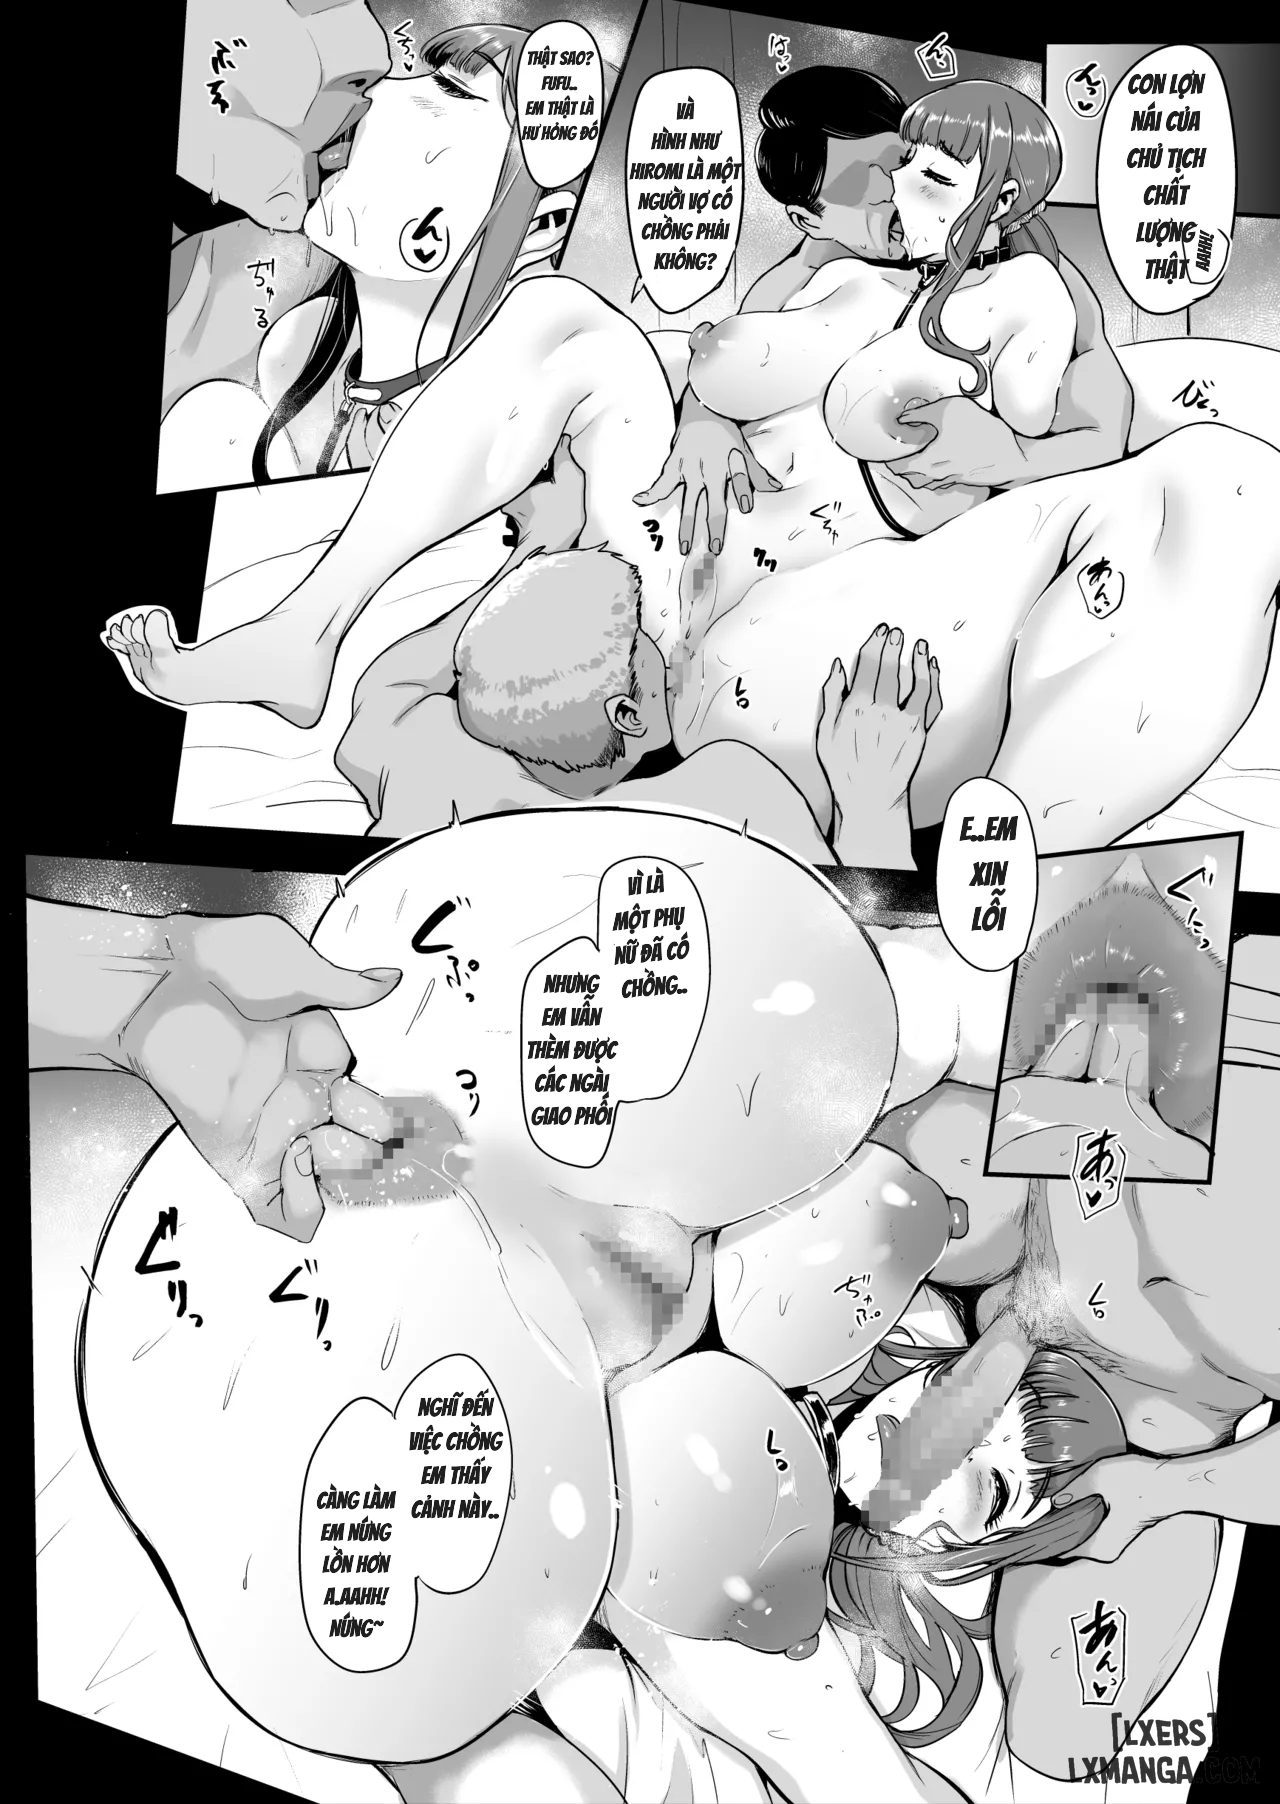 CON LỢN
NÁI CỦA
CHỦ TỊCH
CHẤT
LƯỢNG
THẬT
AAHH!
VÀ
HÌNH NHƯ
HIROMI LÀ MỘT
NGƯỜI VỢ CÓ
CHỒNG PHẢI
KHÔNG?
THẬT SAO?
FUFU..
EM THẬT LÀ
HƯ HỎNG ĐÓ
E..EM
XIN
LỖI
VÌ LÀ
MỘT PHỤ
NỮ ĐÃ CÓ
CHỒNG..
NHƯNG
EM VẪN
THÈM ĐƯỢC
CÁC NGÀI
GIAO PHỐI
NGHĨ ĐẾN
VIỆC CHỒNG
EM THẤY
CẢNH NÀY..
CÀNG LÀM
EM NỨNG
LỒN HƠN
A..AAHH!
NỨNG~
[LXERS]
LXMANGA.COM